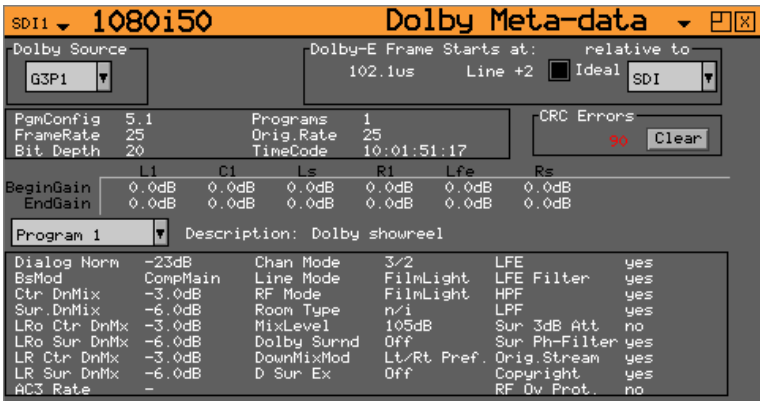 SDI1 1080i50 Dolby Meta-data
Dolby Source Dolby-E Frame Starts at: relative to
G3P1 102.1us Line +2 Ideal SDI
PgmConfig 5.1 Programs 1 CRC Errors
FrameRate 25 Orig.Rate 25 90 Clear
Bit Depth 20 TimeCode 10:01:51:17
L1 C1 Ls R1 Lfe Rs
BeginGain 0.0dB 0.0dB 0.0dB 0.0dB 0.0dB 0.0dB
EndGain 0.0dB 0.0dB 0.0dB 0.0dB 0.0dB 0.0dB
Program 1 Description: Dolby showreel
Dialog Norm -23dB Chan Mode 3/2 LFE yes
BsMod CompMain Line Mode FilmLight LFE Filter yes
Ctr DnMix -3.0dB RF Mode FilmLight HPF yes
Sur.DnMix -6.0dB Room Type n/i LPF yes
LRo Ctr DnMx -3.0dB MixLevel 105dB Sur 3dB Att no
LRo Sur DnMx -6.0dB Dolby Surnd Off Sur Ph-Filter yes
LR Ctr DnMx -3.0dB DownMixMod Lt/Rt Pref. Orig.Stream yes
LR Sur DnMx -6.0dB D Sur Ex Off Copyright yes
AC3 Rate - RF Ov Prot. no